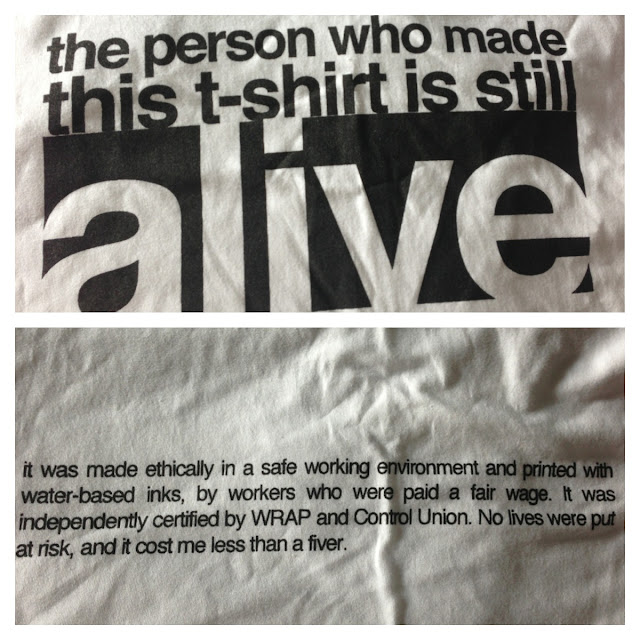 the person who made
this t-shirt is still
alive
it was made ethically in a safe working environment and printed with
water-based inks, by workers who were paid a fair wage. It was
independently certified by WRAP and Control Union. No lives were put
at risk, and it cost me less than a fiver.